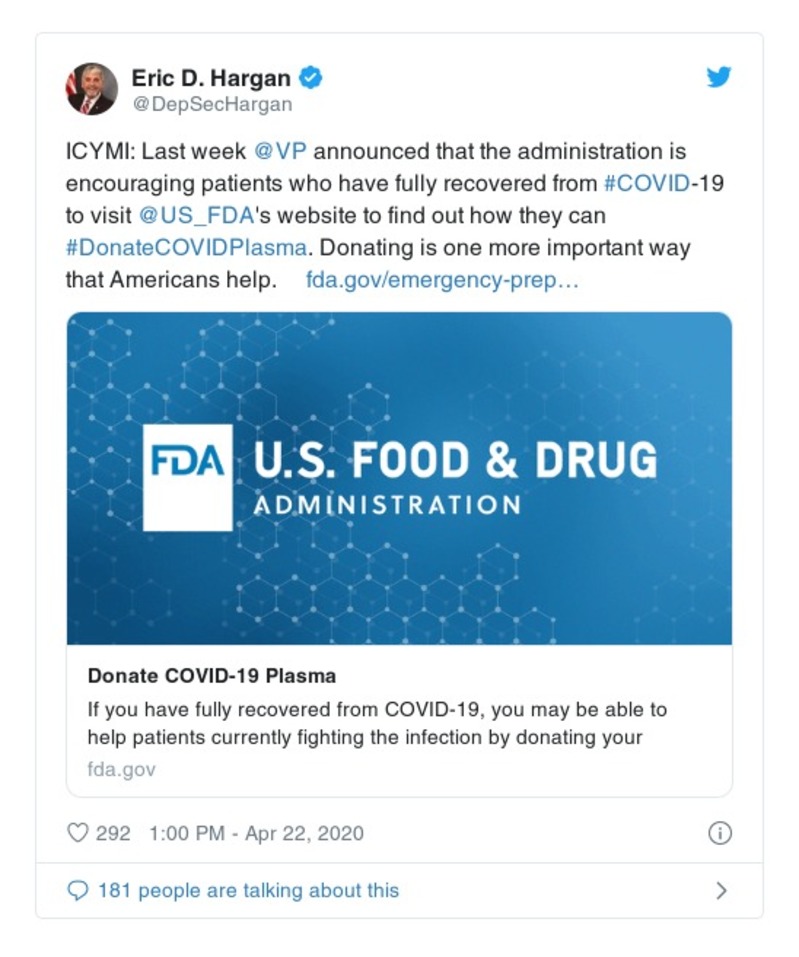 Eric D. Hargan
@DepSecHargan
ICYMI: Last week @VP announced that the administration is
encouraging patients who have fully recovered from #COVID-19
to visit @US_FDA's website to find out how they can
#DonateCOVIDPlasma. Donating is one more important way
that Americans help. fda.gov/emergency-prep…
FDA
U.S. FOOD & DRUG
ADMINISTRATION
Donate COVID-19 Plasma
If you have fully recovered from COVID-19, you may be able to
help patients currently fighting the infection by donating your
fda.gov
292 1:00 PM - Apr 22, 2020
181 people are talking about this